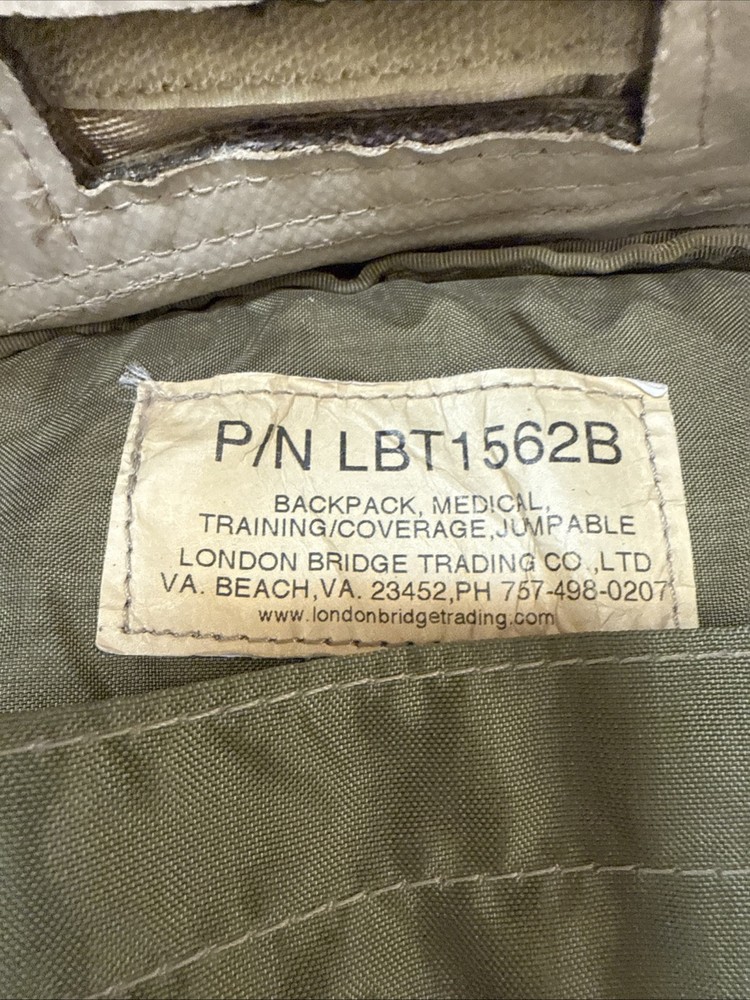 P/N LBT1562B
BACKPACK, MEDICAL,
TRAINING/COVERAGE,JUMPABLE
LONDON BRIDGE TRADING CO.,LTD
VA. BEACH,VA. 23452,PH 757-498-0207
www.londonbridgetrading.com